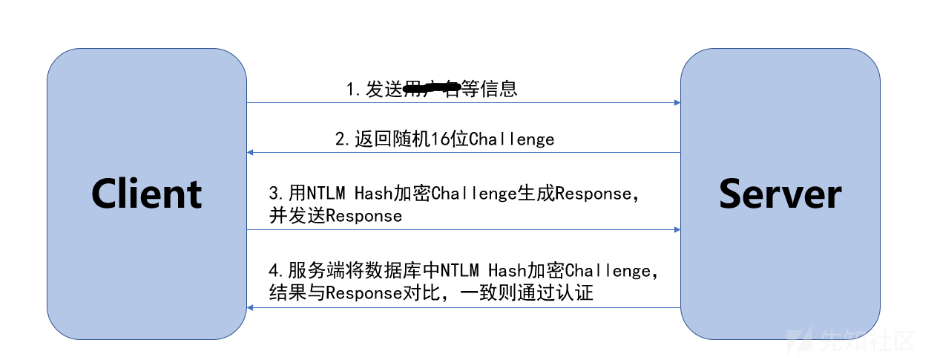 1.发送等信息
2.返回随机16位Challenge
Client
Server
3.用NTLM Hash加密Challenge生成Response,
并发送Response
4.服务端将数据库中NTLM Hash加密Challenge,
结果与Response对比,一致则通过认证
先知社区